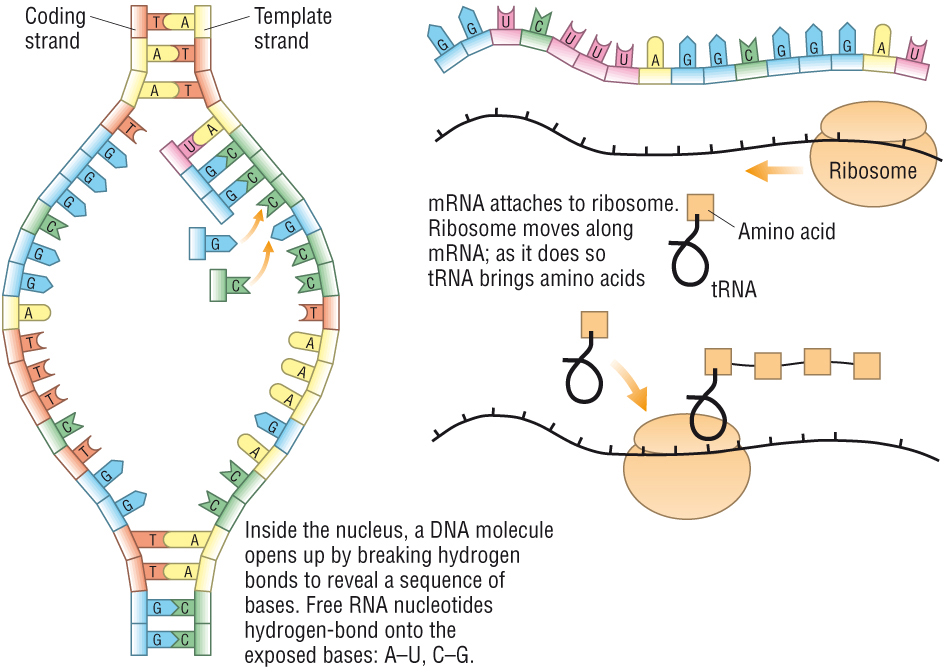 Coding
strand
Template
strand
T A
A T
A T
T
G
G
G
C
G
G
A
T
T
T
C
T
G
G
U A
G C
G C
C
G
C
C
T
A
A
A
G
A
C
C
G
C
T A
T A
G C
G C
Inside the nucleus, a DNA molecule
opens up by breaking hydrogen
bonds to reveal a sequence of
bases. Free RNA nucleotides
hydrogen-bond onto the
exposed bases: A–U, C–G.
G G U C U U U A G G C G G G A U
Ribosome
mRNA attaches to ribosome.
Ribosome moves along
mRNA; as it does so
tRNA brings amino acids
Amino acid
tRNA